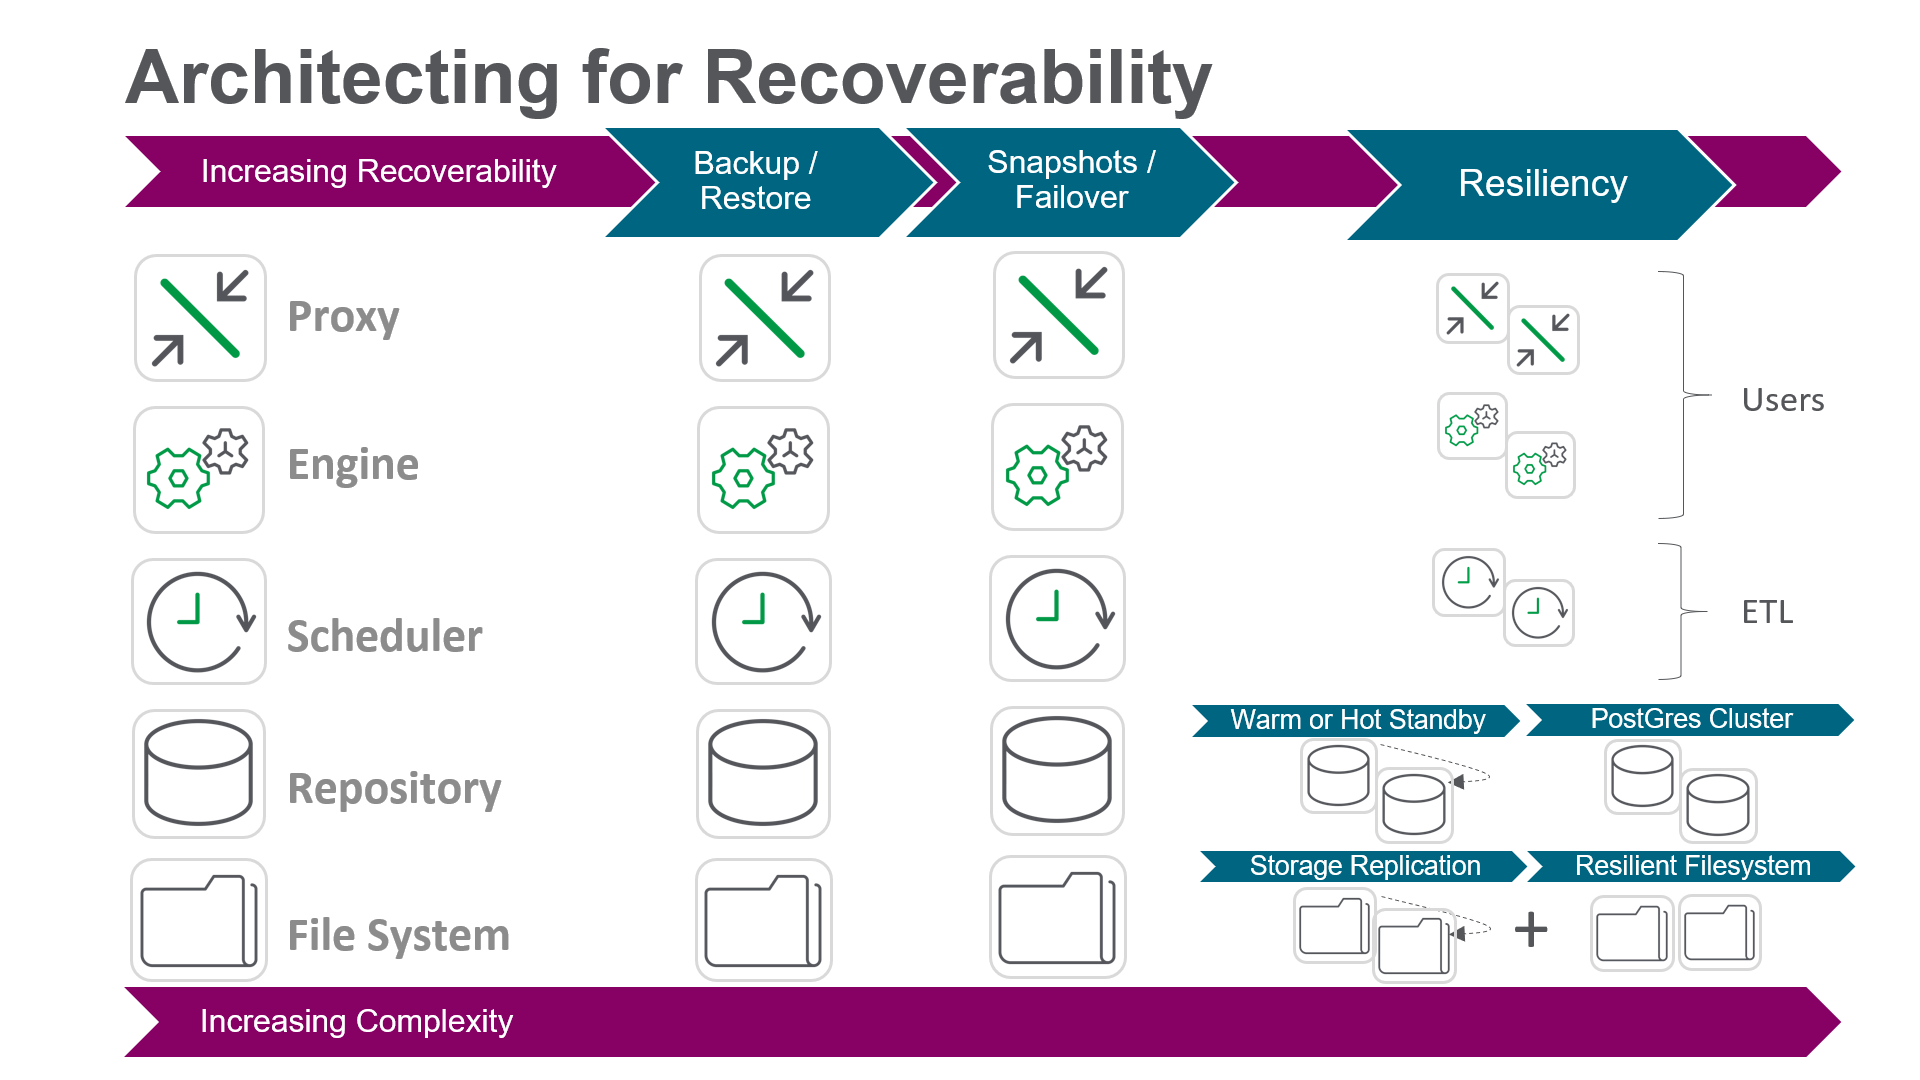 Architecting for Recoverability
Increasing Recoverability
Backup /
Restore
Snapshots /
Failover
Resiliency
Proxy
Engine
Users
Scheduler
ETL
Repository
Warm or Hot Standby
PostGres Cluster
File System
Storage Replication
Resilient Filesystem
+
Increasing Complexity